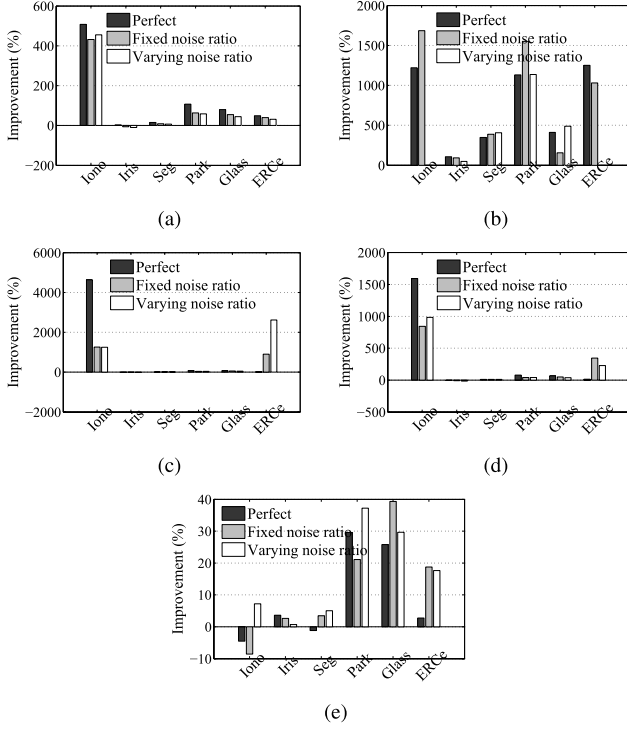 600
400
200
0
−200
Improvement (%)
Perfect
Fixed noise ratio
Varying noise ratio
Iono
Iris
Seg
Park
Glass
ERCe
(a)
2000
1500
1000
500
0
Improvement (%)
Perfect
Fixed noise ratio
Varying noise ratio
Iono
Iris
Seg
Park
Glass
ERCe
(b)
6000
4000
2000
0
−2000
Improvement (%)
Perfect
Fixed noise ratio
Varying noise ratio
Iono
Iris
Seg
Park
Glass
ERCe
(c)
2000
1500
1000
500
0
−500
Improvement (%)
Perfect
Fixed noise ratio
Varying noise ratio
Iono
Iris
Seg
Park
Glass
ERCe
(d)
40
30
20
10
0
−10
Improvement (%)
Perfect
Fixed noise ratio
Varying noise ratio
Iono
Iris
Seg
Park
Glass
ERCe
(e)